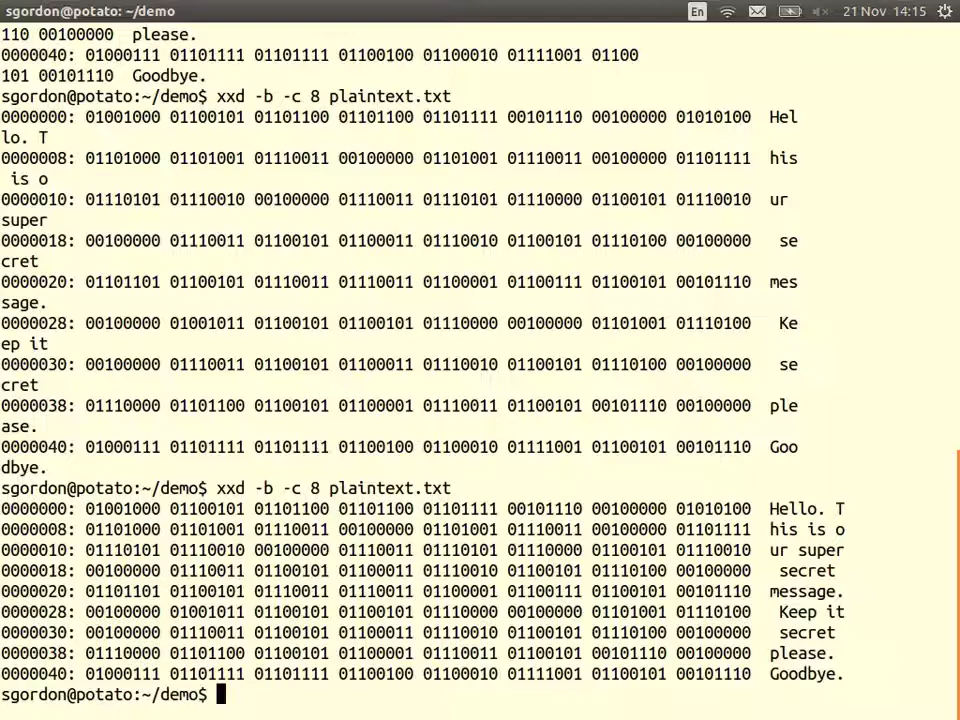 sgordon@potato: ~/demo En 21 Nov 14:15
110 00100000  please.
0000040: 01000111 01101111 01101111 01100100 01100010 01111001 01100
101 00101110  Goodbye.
sgordon@potato:~/demo$ xxd -b -c 8 plaintext.txt
0000000: 01001000 01100101 01101100 01101100 01101111 00101110 00100000 01010100  Hel
lo. T
0000008: 01101000 01101001 01110011 00100000 01101001 01110011 00100000 01101111  his
 is o
0000010: 01110101 01110010 00100000 01110011 01110101 01110000 01100101 01110010  ur 
super
0000018: 00100000 01110011 01100101 01100011 01110010 01100101 01110100 00100000   se
cret
0000020: 01101101 01100101 01110011 01110011 01100001 01100111 01100101 00101110  mes
sage.
0000028: 00100000 01001011 01100101 01100101 01110000 00100000 01101001 01110100   Ke
ep it
0000030: 00100000 01110011 01100101 01100011 01110010 01100101 01110100 00100000   se
cret
0000038: 01110000 01101100 01100101 01100001 01110011 01100101 00101110 00100000  ple
ase.
0000040: 01000111 01101111 01101111 01100100 01100010 01111001 01100101 00101110  Goo
dbye.
sgordon@potato:~/demo$ xxd -b -c 8 plaintext.txt
0000000: 01001000 01100101 01101100 01101100 01101111 00101110 00100000 01010100  Hello. T
0000008: 01101000 01101001 01110011 00100000 01101001 01110011 00100000 01101111  his is o
0000010: 01110101 01110010 00100000 01110011 01110101 01110000 01100101 01110010  ur super
0000018: 00100000 01110011 01100101 01100011 01110010 01100101 01110100 00100000   secret
0000020: 01101101 01100101 01110011 01110011 01100001 01100111 01100101 00101110  message.
0000028: 00100000 01001011 01100101 01100101 01110000 00100000 01101001 01110100   Keep it
0000030: 00100000 01110011 01100101 01100011 01110010 01100101 01110100 00100000   secret
0000038: 01110000 01101100 01100101 01100001 01110011 01100101 00101110 00100000  please.
0000040: 01000111 01101111 01101111 01100100 01100010 01111001 01100101 00101110  Goodbye.
sgordon@potato:~/demo$